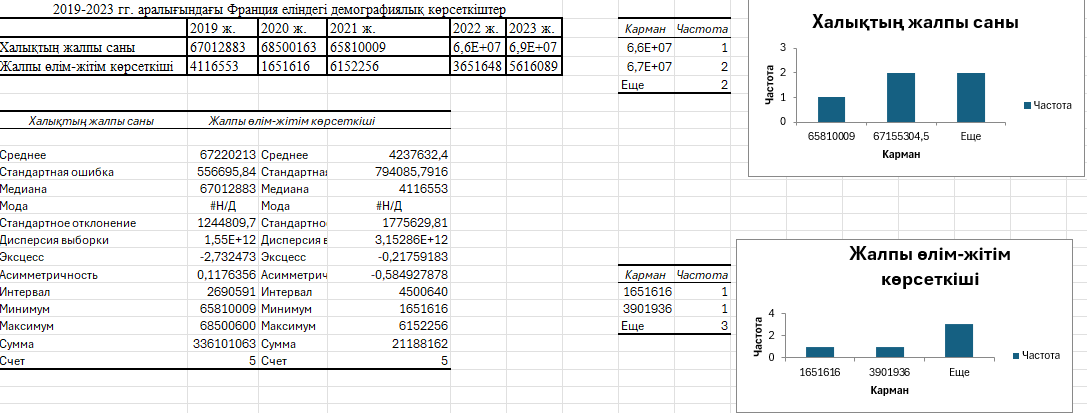 2019-2023 гг. аралығындағы Франция еліндегі демографиялық көрсеткіштер
2019 ж. 2020 ж. 2021 ж. 2022 ж. 2023 ж.
Халықтың жалпы саны 67012883 68500163 65810009 6,6E+07 6,9E+07
Жалпы өлім-жітім көрсеткіші 4116553 1651616 6152256 3651648 5616089
Халықтың жалпы саны Жалпы өлім-жітім көрсеткіші
Среднее 67220213 Среднее 4237632,4
Стандартная ошибка 556695,84 Стандартная 794085,7916
Медиана 67012883 Медиана 4116553
Мода #Н/Д Мода #Н/Д
Стандартное отклонение 1244809,7 Стандартно 1775629,81
Дисперсия выборки 1,55E+12 Дисперсия в 3,15286E+12
Эксцесс -2,732473 Эксцесс -0,21759183
Асимметричность 0,1176356 Асимметрич -0,584927878
Интервал 2690591 Интервал 4500640
Минимум 65810009 Минимум 1651616
Максимум 68500600 Максимум 6152256
Сумма 336101063 Сумма 21188162
Счет 5 Счет 5
Карман Частота
6,6E+07 1
6,7E+07 2
Еще 2
Карман Частота
1651616 1
3901936 1
Еще 3
Халықтың жалпы саны
Частота
3
2
1
0
65810009 67155304,5 Еще
Карман
Частота
Жалпы өлім-жітім
көрсеткіші
Частота
4
2
0
1651616 3901936 Еще
Карман
Частота